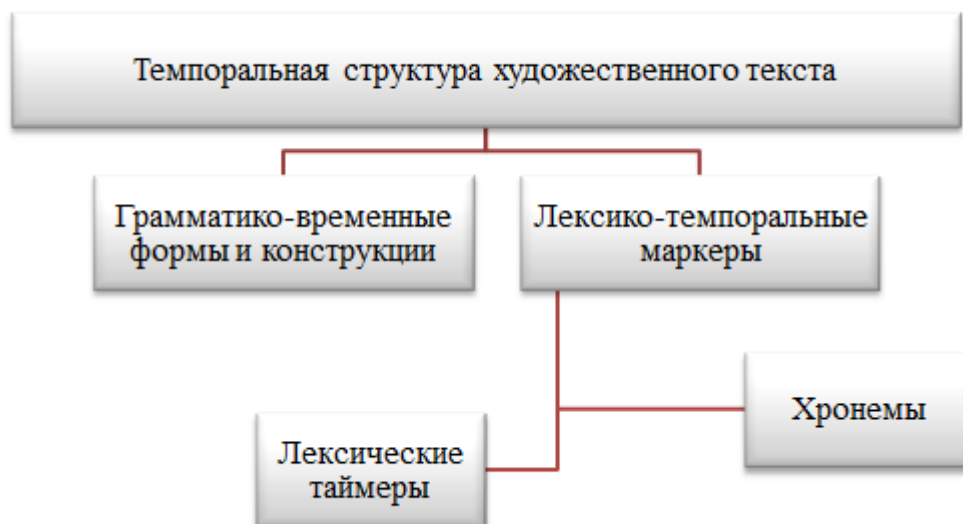 Темпоральная структура художественного текста
Грамматико-временные
формы и конструкции
Лексико-темпоральные
маркеры
Хронемы
Лексические
таймеры